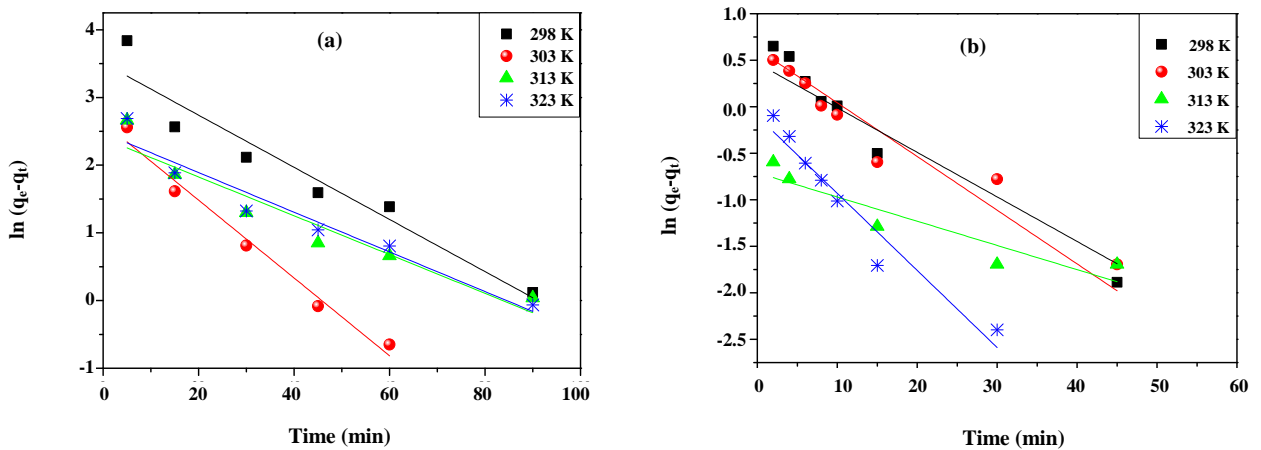 (a)
298 K
303 K
313 K
323 K
4
3
2
1
0
-1
0
20
40
60
80
100
ln (qe-qt)
Time (min)
(b)
298 K
303 K
313 K
323 K
1.0
0.5
0.0
-0.5
-1.0
-1.5
-2.0
-2.5
0
10
20
30
40
50
60
ln (qe-qt)
Time (min)